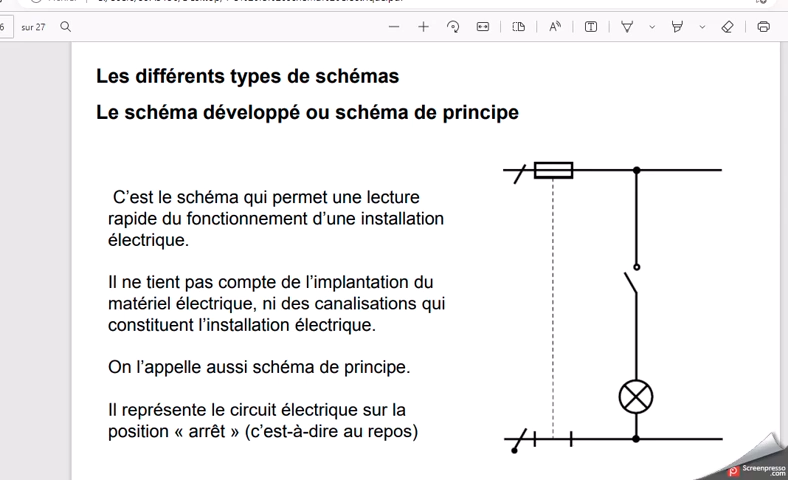 sur 27
Les différents types de schémas
Le schéma développé ou schéma de principe
C’est le schéma qui permet une lecture
rapide du fonctionnement d’une installation
électrique.
Il ne tient pas compte de l’implantation du
matériel électrique, ni des canalisations qui
constituent l’installation électrique.
On l’appelle aussi schéma de principe.
Il représente le circuit électrique sur la
position « arrêt » (c’est-à-dire au repos)
Screenpresso
.com